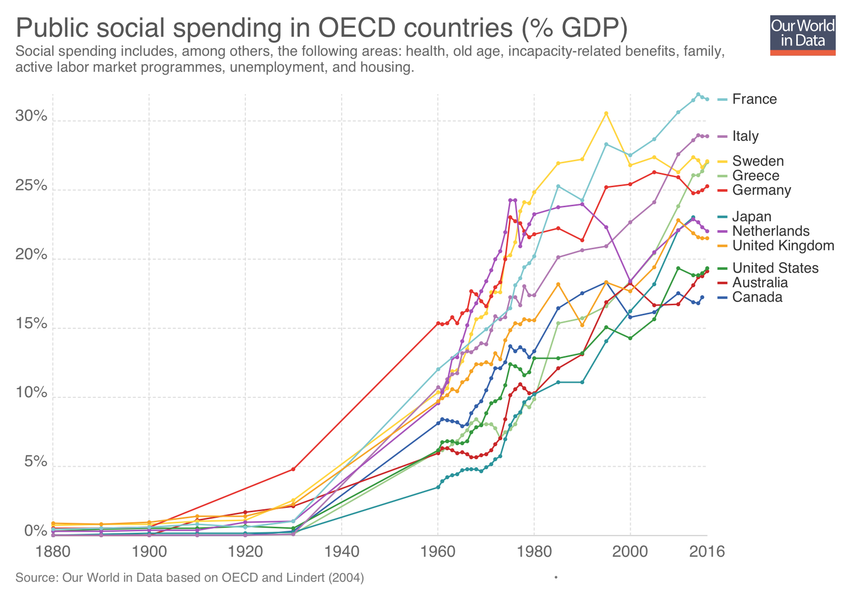 Public social spending in OECD countries (% GDP)
Our World
in Data
Social spending includes, among others, the following areas: health, old age, incapacity-related benefits, family,
active labor market programmes, unemployment, and housing.
30%
25%
20%
15%
10%
5%
0%
France
Italy
Sweden
Greece
Germany
Japan
Netherlands
United Kingdom
United States
Australia
Canada
1880
1900
1920
1940
1960
1980
2000
2016
Source: Our World in Data based on OECD and Lindert (2004)